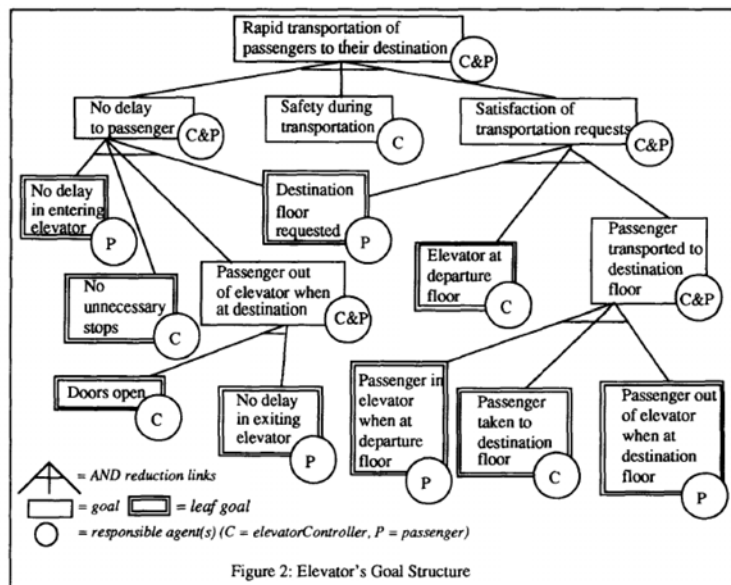 Rapid transportation of
passengers to their destination
C&P
No delay
to passenger
C&P
Safety during
transportation
C
Satisfaction of
transportation requests
C&P
No delay
in entering
elevator
P
Destination
floor
requested
P
Elevator at
departure
floor
C
Passenger
transported to
destination
floor
C&P
No
unnecessary
stops
C
Passenger out
of elevator when
at destination
C&P
Doors open
C
No delay
in exiting
elevator
P
Passenger in
elevator
when at
departure
floor
P
Passenger
taken to
destination
floor
C
Passenger out
of elevator
when at
destination
floor
P
= AND reduction links
= goal
= leaf goal
= responsible agent(s) (C = elevatorController, P = passenger)
Figure 2: Elevator's Goal Structure